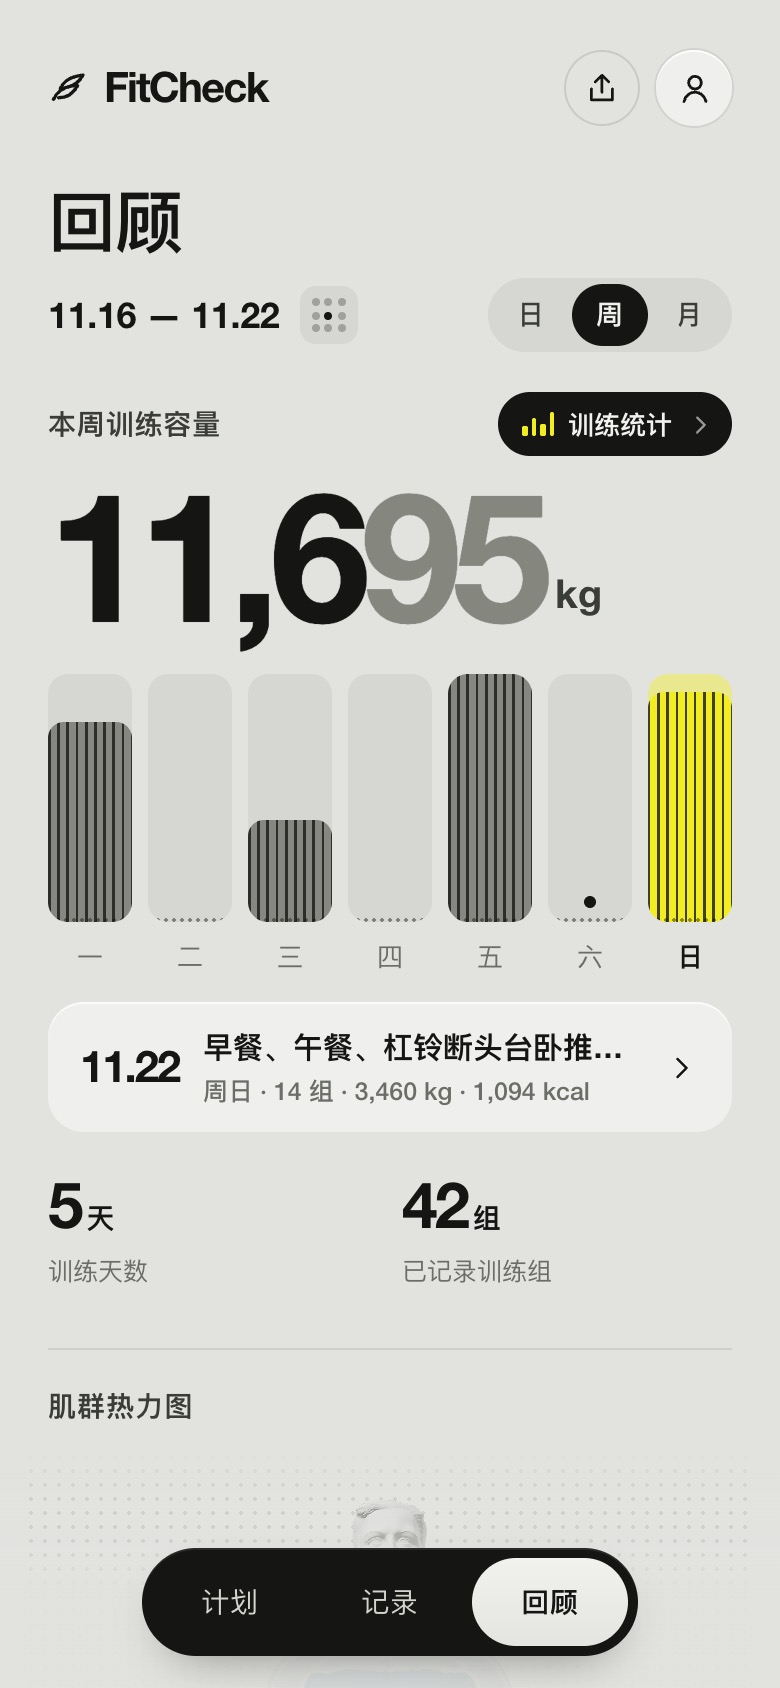 FitCheck
回顾
11.16 — 11.22
日 周 月
本周训练容量
训练统计
11,695 kg
一 二 三 四 五 六 日
11.22
早餐、午餐、杠铃断头台卧推...
周日 · 14 组 · 3,460 kg · 1,094 kcal
5天 42组
训练天数 已记录训练组
肌群热力图
计划 记录 回顾